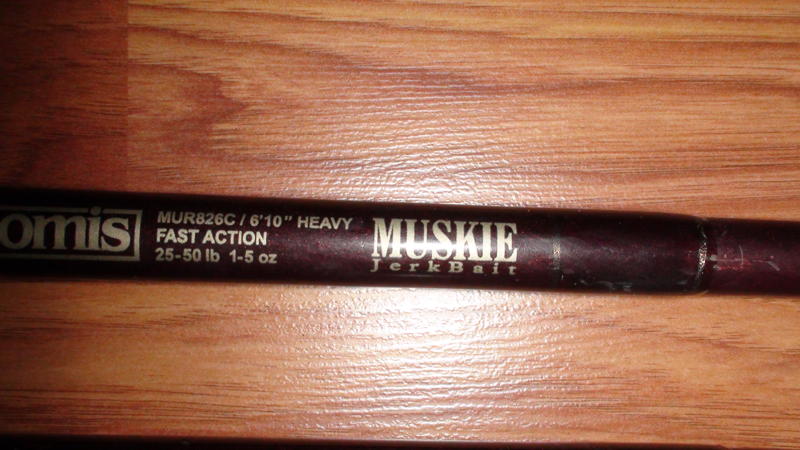 omis
MUR826C / 6'10" HEAVY
FAST ACTION
25-50 lb 1-5 oz
MUSKIE
JerkBait